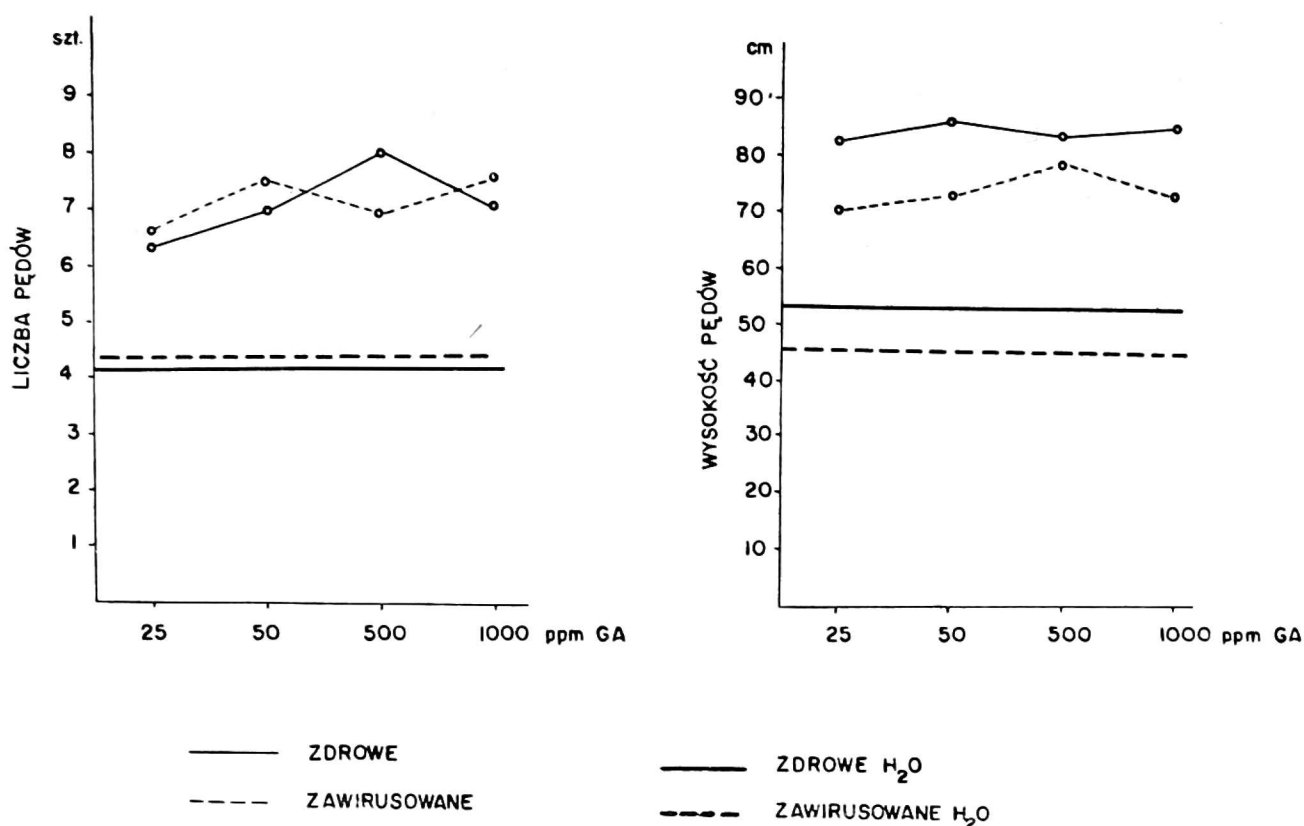 szt.
9
8
7
6
5
4
3
2
1
LICZBA PĘDÓW
25 50 500 1000 ppm GA
cm
90
80
70
60
50
40
30
20
10
WYSOKOŚĆ PĘDÓW
25 50 500 1000 ppm GA
ZDROWE
ZAWIRUSOWANE
ZDROWE H₂O
ZAWIRUSOWANE H₂O